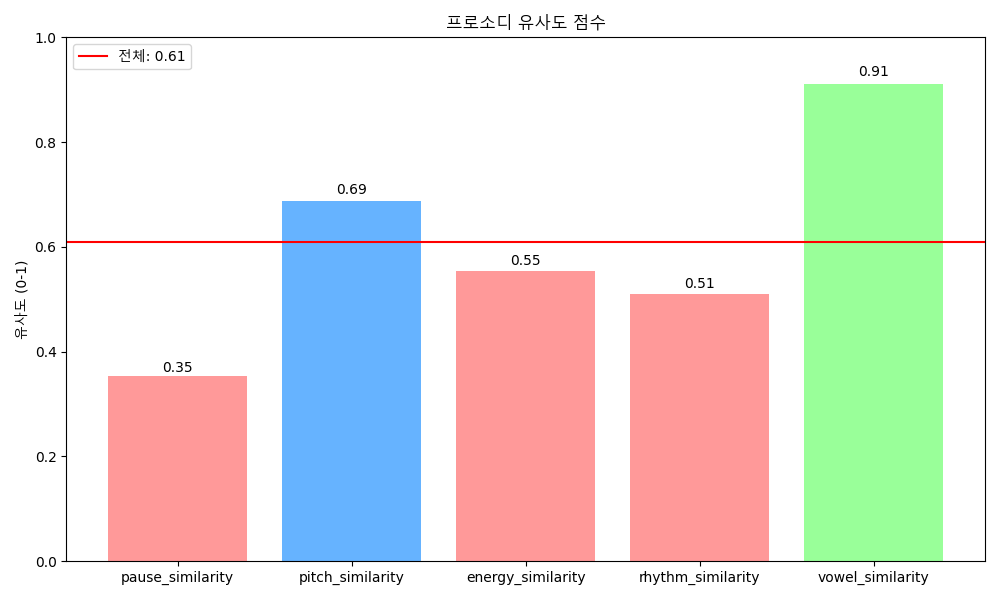 프로소디 유사도 점수
전체: 0.61
유사도 (0-1)
1.0
0.8
0.6
0.4
0.2
0.0
0.35
0.69
0.55
0.51
0.91
pause_similarity
pitch_similarity
energy_similarity
rhythm_similarity
vowel_similarity